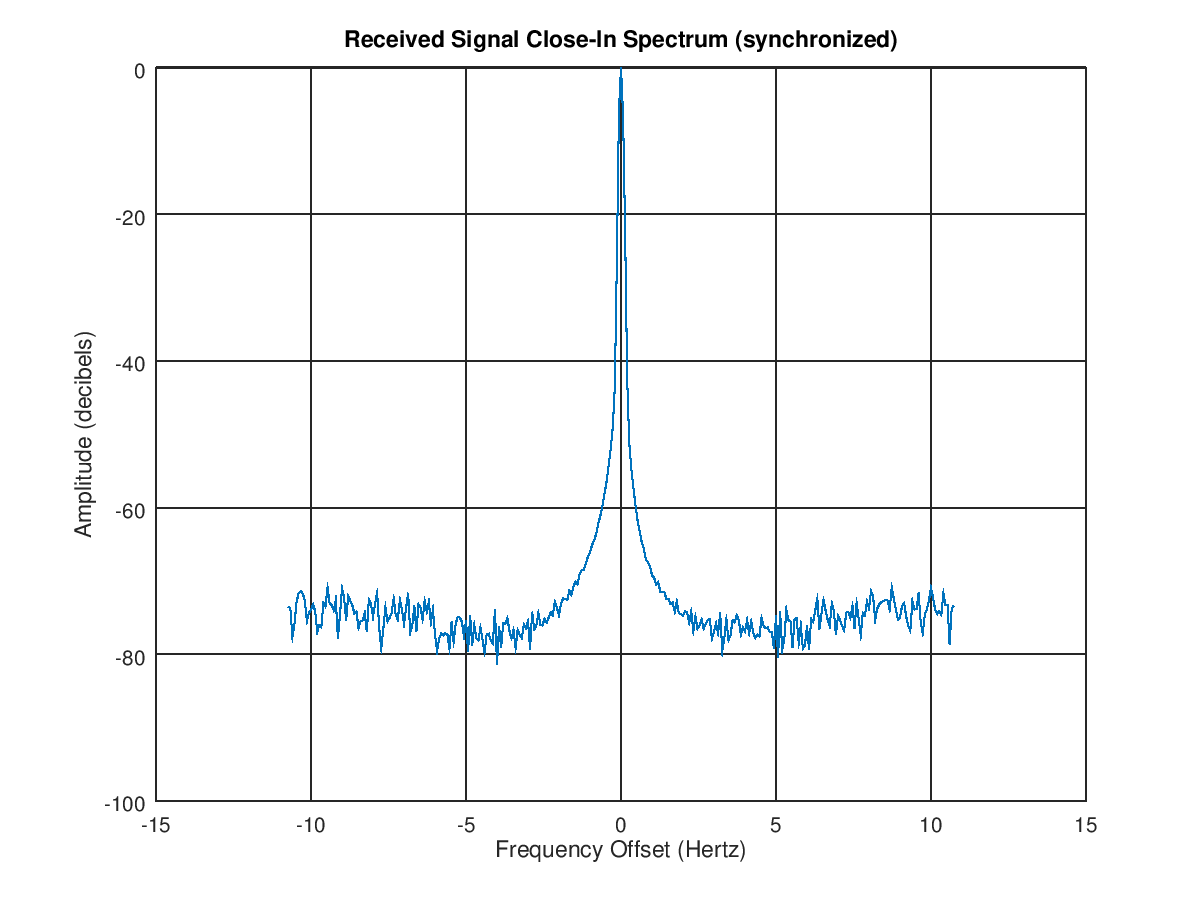 Received Signal Close-In Spectrum (synchronized)
0
-20
-40
-60
-80
-100
Amplitude (decibels)
-15 -10 -5 0 5 10 15
Frequency Offset (Hertz)